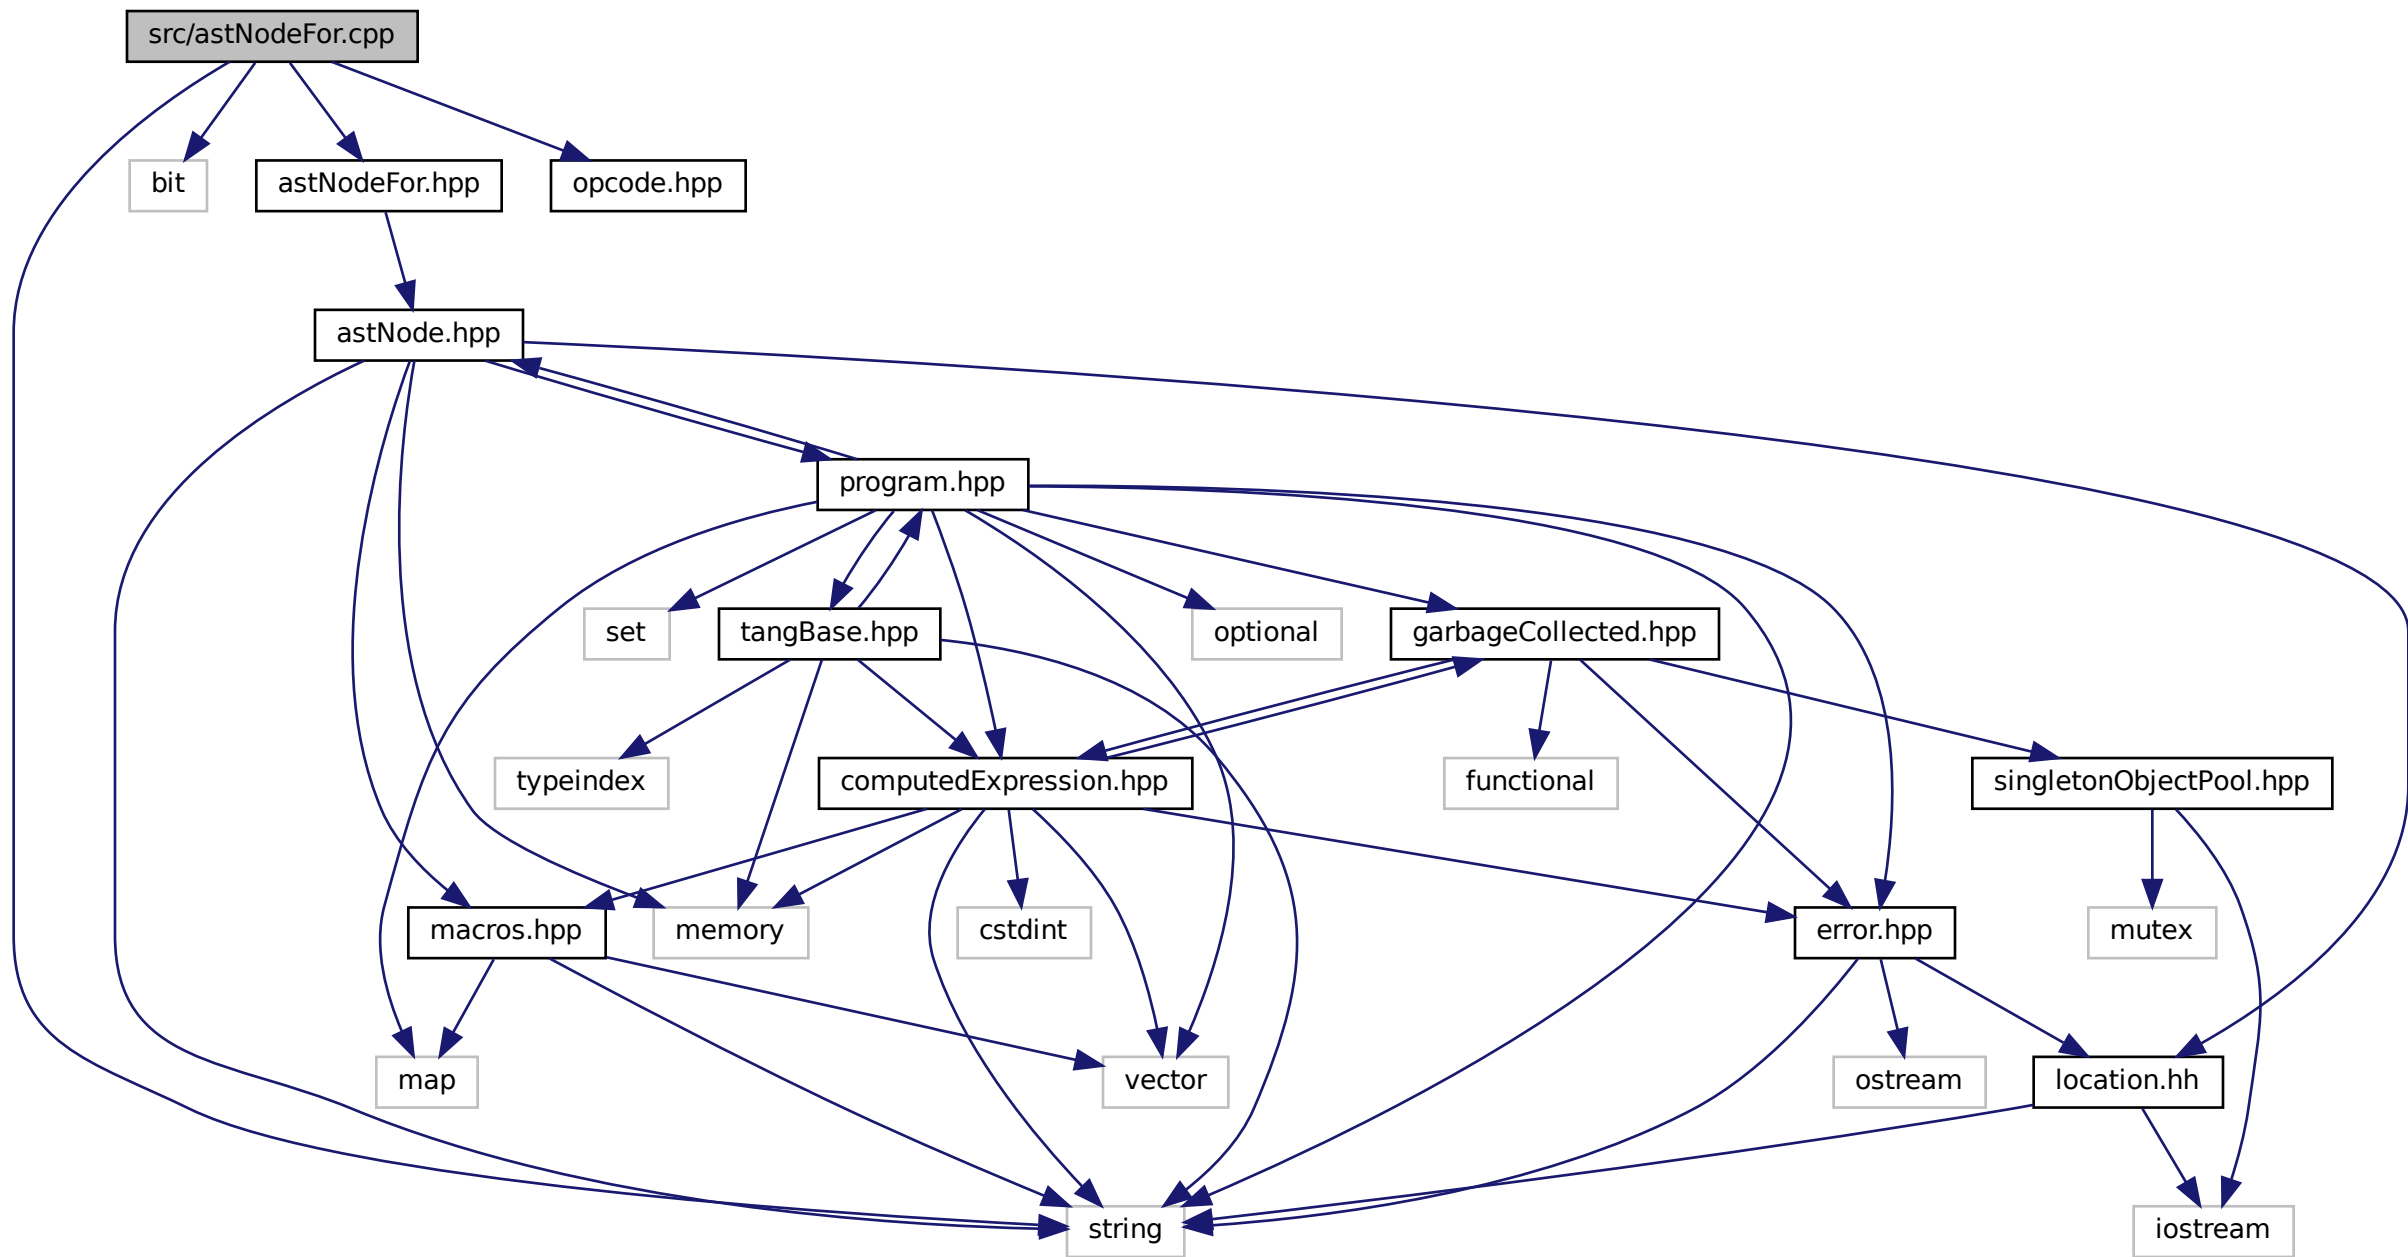 src/astNodeFor.cpp
bit
astNodeFor.hpp
opcode.hpp
astNode.hpp
program.hpp
set
tangBase.hpp
optional
garbageCollected.hpp
typeindex
computedExpression.hpp
functional
singletonObjectPool.hpp
macros.hpp
memory
cstdint
error.hpp
mutex
map
vector
ostream
location.hh
string
iostream